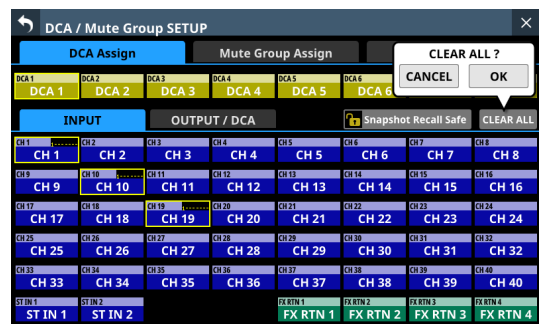 DCA / Mute Group SETUP ×
DCA Assign Mute Group Assign
CLEAR ALL ?
CANCEL OK
DCA 1 DCA 2 DCA 3 DCA 4 DCA 5 DCA 6
DCA 1 DCA 2 DCA 3 DCA 4 DCA 5 DCA 6
INPUT OUTPUT / DCA Snapshot Recall Safe CLEAR ALL
CH 1 1------- CH 2 CH 3 CH 4 CH 5 CH 6 CH 7 CH 8
CH 1 CH 2 CH 3 CH 4 CH 5 CH 6 CH 7 CH 8
CH 9 CH 10 1------- CH 11 CH 12 CH 13 CH 14 CH 15 CH 16
CH 9 CH 10 CH 11 CH 12 CH 13 CH 14 CH 15 CH 16
CH 17 CH 18 CH 19 1------- CH 20 CH 21 CH 22 CH 23 CH 24
CH 17 CH 18 CH 19 CH 20 CH 21 CH 22 CH 23 CH 24
CH 25 CH 26 CH 27 CH 28 CH 29 CH 30 CH 31 CH 32
CH 25 CH 26 CH 27 CH 28 CH 29 CH 30 CH 31 CH 32
CH 33 CH 34 CH 35 CH 36 CH 37 CH 38 CH 39 CH 40
CH 33 CH 34 CH 35 CH 36 CH 37 CH 38 CH 39 CH 40
ST IN 1 ST IN 2 FX RTN 1 FX RTN 2 FX RTN 3 FX RTN 4
ST IN 1 ST IN 2 FX RTN 1 FX RTN 2 FX RTN 3 FX RTN 4